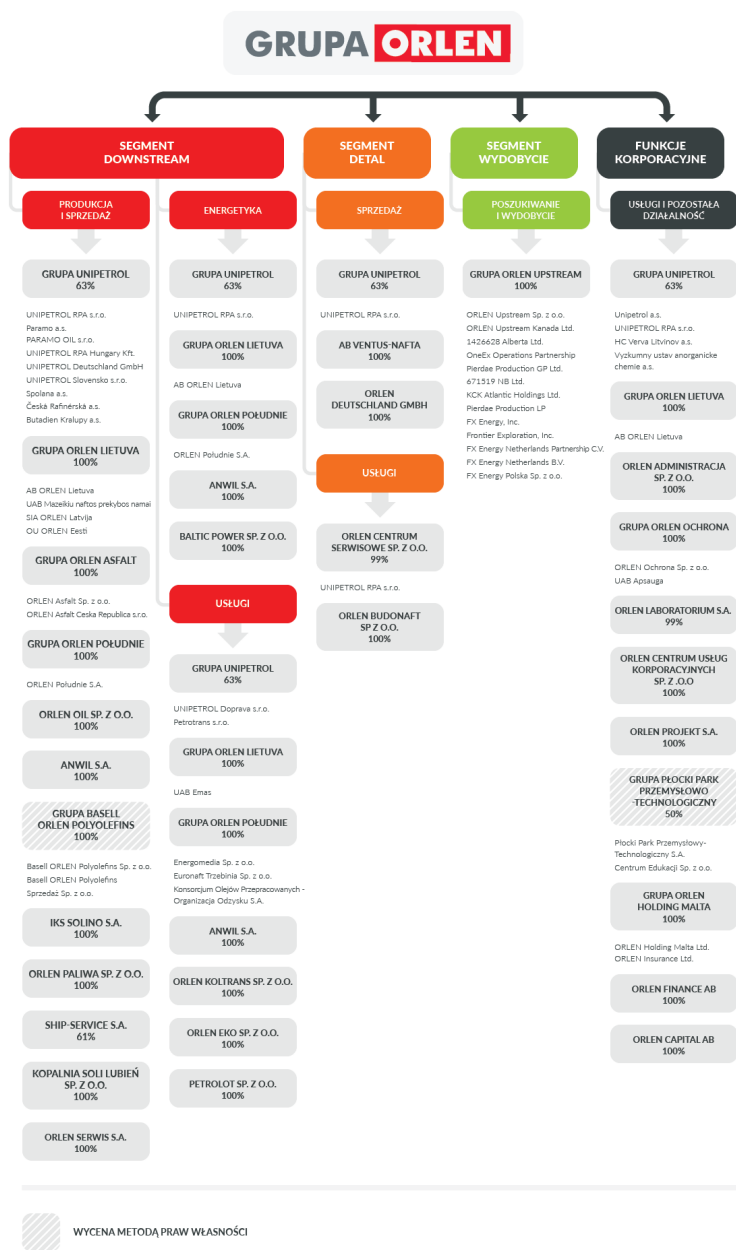 GRUPA ORLEN
SEGMENT
DOWNSTREAM
PRODUKCJA
I SPRZEDAŻ
GRUPA UNIPETROL
63%
UNIPETROL RPA s.r.o.
Paramo a.s.
PARAMO OIL s.r.o.
UNIPETROL RPA Hungary Kft.
UNIPETROL Deutschland GmbH
UNIPETROL Slovensko s.r.o.
Spolana a.s.
Česká Rafinérská a.s.
Butadien Kralupy a.s.
GRUPA ORLEN LIETUVA
100%
AB ORLEN Lietuva
UAB Mazeikiu naftos prekybos namai
SIA ORLEN Latvija
OU ORLEN Eesti
GRUPA ORLEN ASFALT
100%
ORLEN Asfalt Sp. z o.o.
ORLEN Asfalt Ceska Republica s.r.o.
GRUPA ORLEN POŁUDNIE
100%
ORLEN Południe S.A.
ORLEN OIL SP. Z O.O.
100%
ANWIL S.A.
100%
GRUPA BASELL
ORLEN POLYOLEFINS
100%
Basell ORLEN Polyolefins Sp. z o.o.
Basell ORLEN Polyolefins
Sprzedaż Sp. z o.o.
IKS SOLINO S.A.
100%
ORLEN PALIWA SP. Z O.O.
100%
SHIP-SERVICE S.A.
61%
KOPALNIA SOLI LUBIEŃ
SP. Z O.O.
100%
ORLEN SERWIS S.A.
100%
ENERGETYKA
GRUPA UNIPETROL
63%
UNIPETROL RPA s.r.o.
GRUPA ORLEN LIETUVA
100%
AB ORLEN Lietuva
GRUPA ORLEN POŁUDNIE
100%
ORLEN Południe S.A.
ANWIL S.A.
100%
BALTIC POWER SP. Z O.O.
100%
USŁUGI
GRUPA UNIPETROL
63%
UNIPETROL Doprava s.r.o.
Petrotrans s.r.o.
GRUPA ORLEN LIETUVA
100%
UAB Emas
GRUPA ORLEN POŁUDNIE
100%
Energomedia Sp. z o.o.
Euronaft Trzebinia Sp. z o.o.
Konsorcjum Olejów Przepracowanych -
Organizacja Odzysku S.A.
ANWIL S.A.
100%
ORLEN KOLTRANS SP. Z O.O.
100%
ORLEN EKO SP. Z O.O.
100%
PETROLOT SP. Z O.O.
100%
SEGMENT
DETAL
SPRZEDAŻ
GRUPA UNIPETROL
63%
UNIPETROL RPA s.r.o.
AB VENTUS-NAFTA
100%
ORLEN
DEUTSCHLAND GMBH
100%
USŁUGI
ORLEN CENTRUM
SERWISOWE SP. Z O.O.
99%
UNIPETROL RPA s.r.o.
ORLEN BUDONAFT
SP Z O.O.
100%
SEGMENT
WYDOBYCIE
POSZUKIWANIE
I WYDOBYCIE
GRUPA ORLEN UPSTREAM
100%
ORLEN Upstream Sp. z o.o.
ORLEN Upstream Kanada Ltd.
1426628 Alberta Ltd.
OneEx Operations Partnership
Pierdae Production GP Ltd.
671519 NB Ltd.
KCK Atlantic Holdings Ltd.
Pierdae Production LP
FX Energy, Inc.
Frontier Exploration, Inc.
FX Energy Netherlands Partnership C.V.
FX Energy Netherlands B.V.
FX Energy Polska Sp. z o.o.
FUNKCJE
KORPORACYJNE
USŁUGI I POZOSTAŁA
DZIAŁALNOŚĆ
GRUPA UNIPETROL
63%
Unipetrol a.s.
UNIPETROL RPA s.r.o.
HC Verva Litvinov a.s.
Vyzkumny ustav anorganicke
chemie a.s.
GRUPA ORLEN LIETUVA
100%
AB ORLEN Lietuva
ORLEN ADMINISTRACJA
SP. Z O.O.
100%
GRUPA ORLEN OCHRONA
100%
ORLEN Ochrona Sp. z o.o.
UAB Apsauga
ORLEN LABORATORIUM S.A.
99%
ORLEN CENTRUM USŁUG
KORPORACYJNYCH
SP. Z .O.O
100%
ORLEN PROJEKT S.A.
100%
GRUPA PŁOCKI PARK
PRZEMYSŁOWO
-TECHNOLOGICZNY
50%
Płocki Park Przemysłowy-
Technologiczny S.A.
Centrum Edukacji Sp. z o.o.
GRUPA ORLEN
HOLDING MALTA
100%
ORLEN Holding Malta Ltd.
ORLEN Insurance Ltd.
ORLEN FINANCE AB
100%
ORLEN CAPITAL AB
100%
WYCENA METODĄ PRAW WŁASNOŚCI